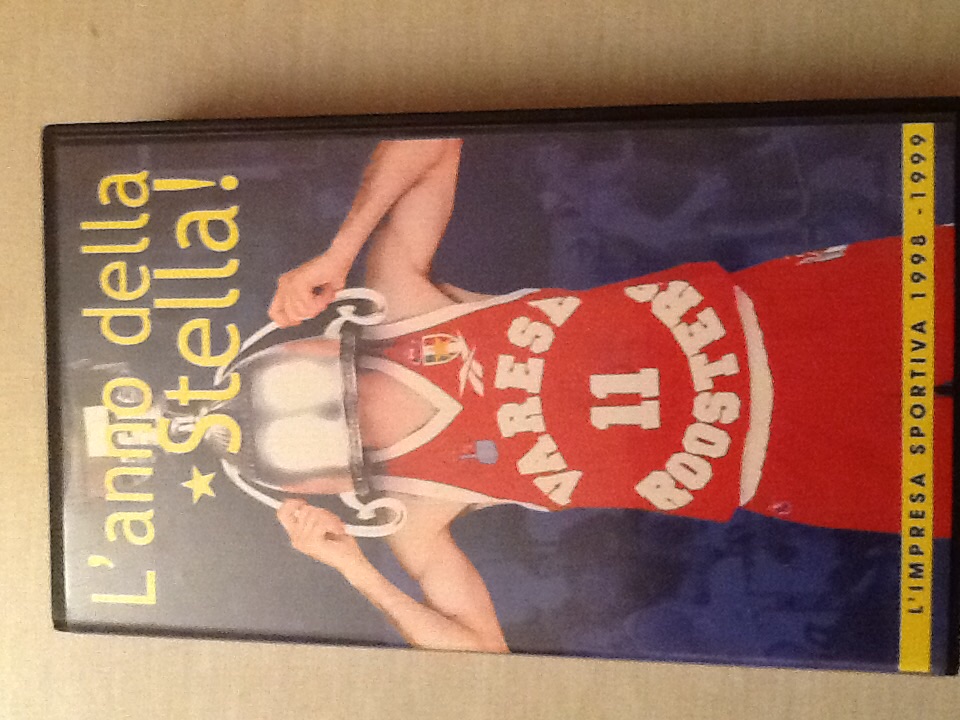 L'anno della
★Stella!
VARESE
11
ROOSTERS
L'IMPRESA SPORTIVA 1998 - 1999